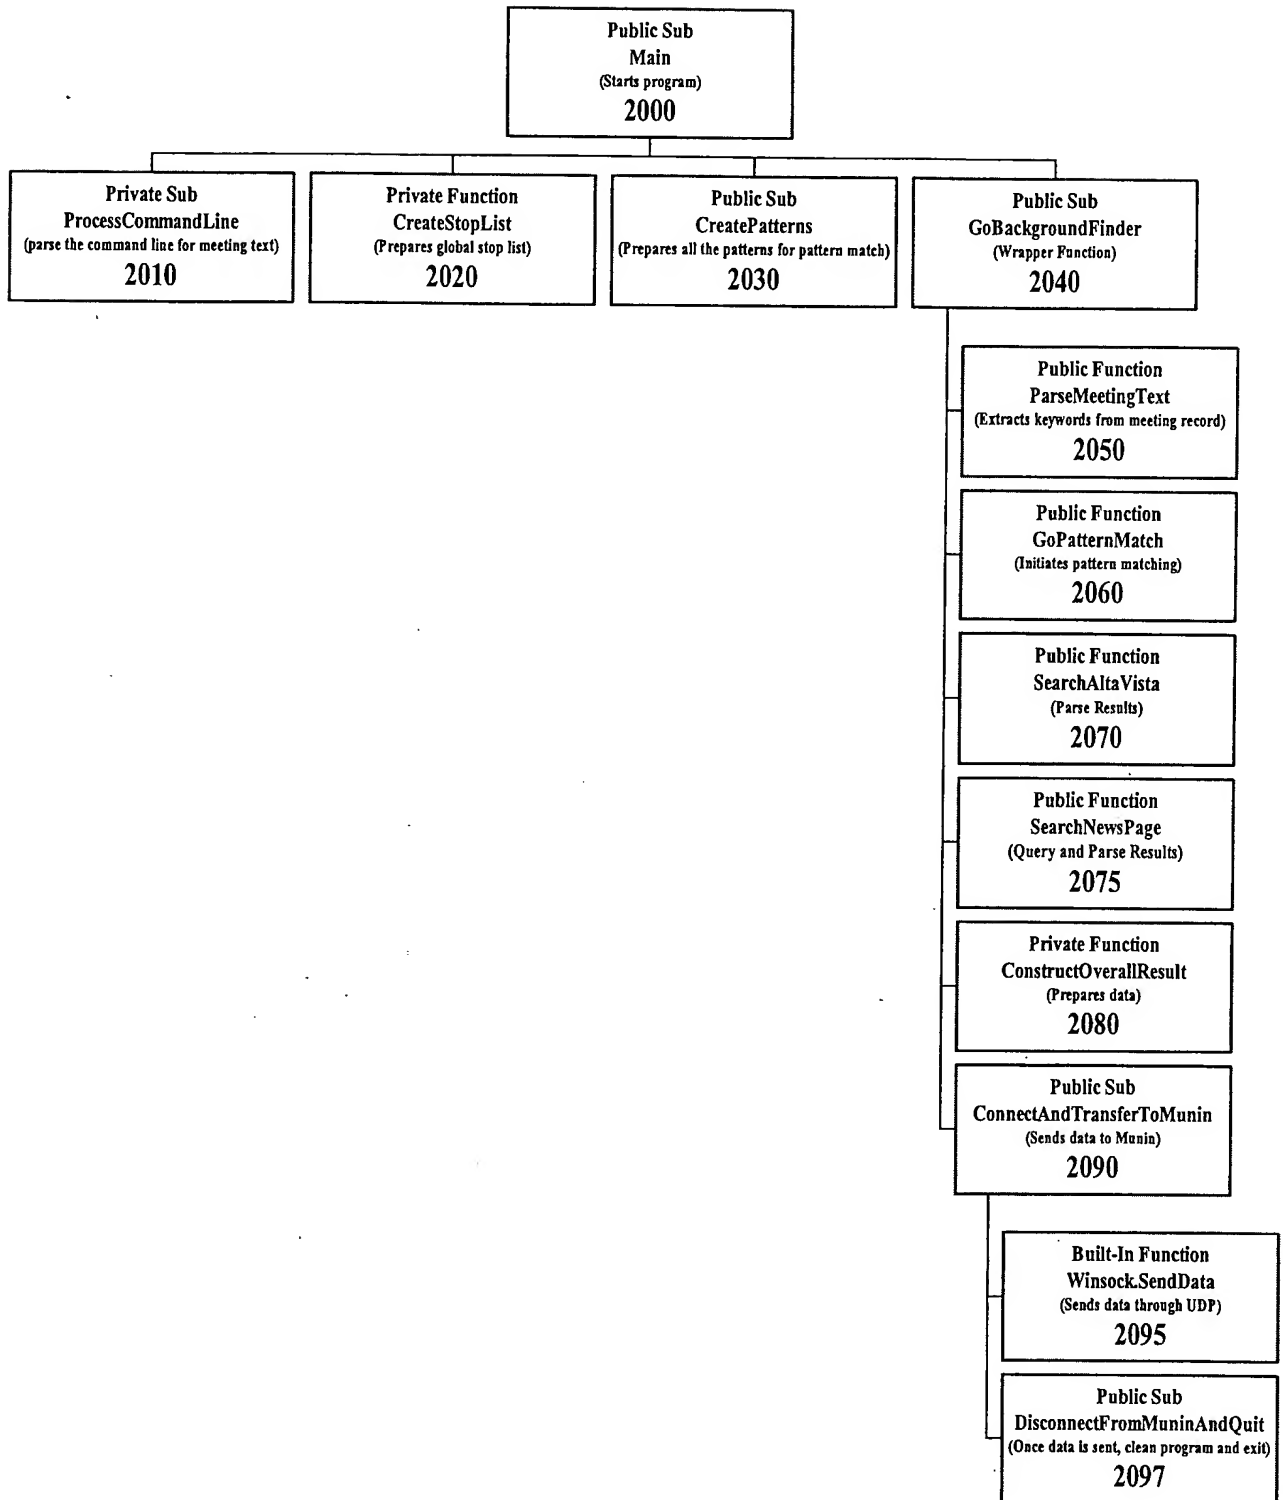 Public Sub
Main
(Starts program)
2000
Private Sub
ProcessCommandLine
(parse the command line for meeting text)
2010
Private Function
CreateStopList
(Prepares global stop list)
2020
Public Sub
CreatePatterns
(Prepares all the patterns for pattern match)
2030
Public Sub
GoBackgroundFinder
(Wrapper Function)
2040
Public Function
ParseMeetingText
(Extracts keywords from meeting record)
2050
Public Function
GoPatternMatch
(Initiates pattern matching)
2060
Public Function
SearchAltaVista
(Parse Results)
2070
Public Function
SearchNewsPage
(Query and Parse Results)
2075
Private Function
ConstructOverallResult
(Prepares data)
2080
Public Sub
ConnectAndTransferToMunin
(Sends data to Munin)
2090
Built-In Function
Winsock.SendData
(Sends data through UDP)
2095
Public Sub
DisconnectFromMuninAndQuit
(Once data is sent, clean program and exit)
2097